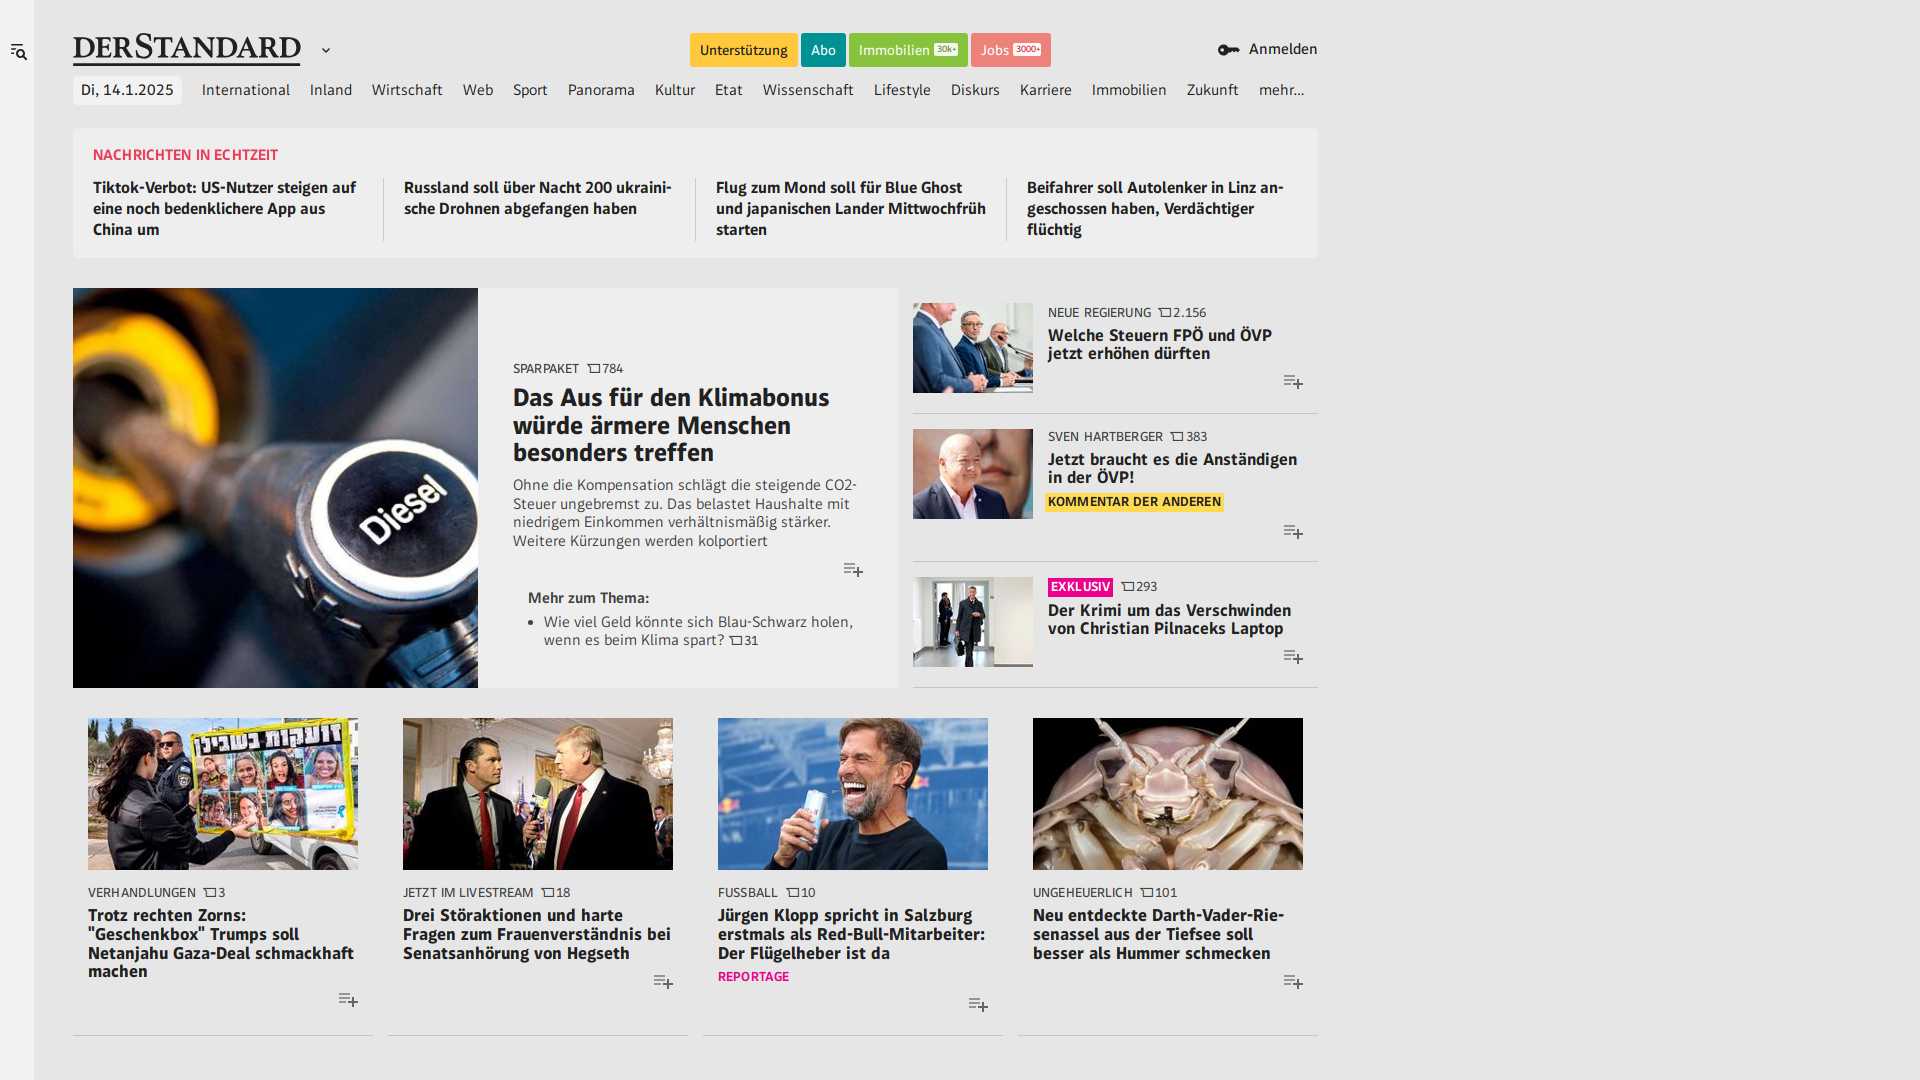 DERSTANDARD
Unterstützung
Abo
Immobilien 30k+
Jobs 3000+
Anmelden
Di, 14.1.2025
International
Inland
Wirtschaft
Web
Sport
Panorama
Kultur
Etat
Wissenschaft
Lifestyle
Diskurs
Karriere
Immobilien
Zukunft
mehr...
NACHRICHTEN IN ECHTZEIT
Tiktok-Verbot: US-Nutzer steigen auf
eine noch bedenklichere App aus
China um
Russland soll über Nacht 200 ukraini-
sche Drohnen abgefangen haben
Flug zum Mond soll für Blue Ghost
und japanischen Lander Mittwochfrüh
starten
Beifahrer soll Autolenker in Linz an-
geschossen haben, Verdächtiger
flüchtig
Diesel
SPARPAKET 784
Das Aus für den Klimabonus
würde ärmere Menschen
besonders treffen
Ohne die Kompensation schlägt die steigende CO2-
Steuer ungebremst zu. Das belastet Haushalte mit
niedrigem Einkommen verhältnismäßig stärker.
Weitere Kürzungen werden kolportiert
Mehr zum Thema:
• Wie viel Geld könnte sich Blau-Schwarz holen,
wenn es beim Klima spart? 31
NEUE REGIERUNG 2.156
Welche Steuern FPÖ und ÖVP
jetzt erhöhen dürften
SVEN HARTBERGER 383
Jetzt braucht es die Anständigen
in der ÖVP!
KOMMENTAR DER ANDEREN
EXKLUSIV 293
Der Krimi um das Verschwinden
von Christian Pilnaceks Laptop
VERHANDLUNGEN 3
Trotz rechten Zorns:
"Geschenkbox" Trumps soll
Netanjahu Gaza-Deal schmackhaft
machen
JETZT IM LIVESTREAM 18
Drei Störaktionen und harte
Fragen zum Frauenverständnis bei
Senatsanhörung von Hegseth
FUSSBALL 10
Jürgen Klopp spricht in Salzburg
erstmals als Red-Bull-Mitarbeiter:
Der Flügelheber ist da
REPORTAGE
UNGEHEUERLICH 101
Neu entdeckte Darth-Vader-Rie-
senassel aus der Tiefsee soll
besser als Hummer schmecken